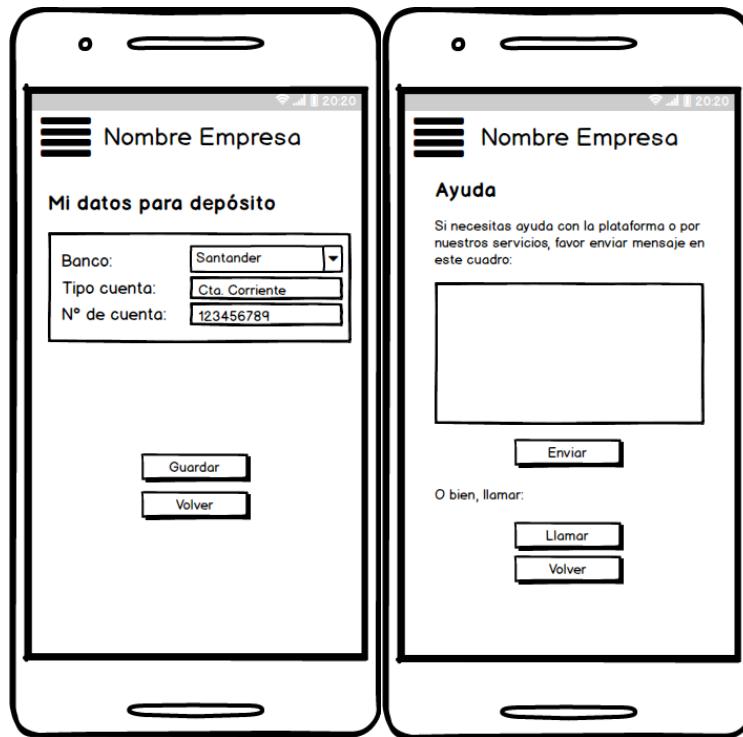 20:20
Nombre Empresa
Mi datos para depósito
Banco: Santander
Tipo cuenta: Cta. Corriente
Nº de cuenta: 123456789
Guardar
Volver
20:20
Nombre Empresa
Ayuda
Si necesitas ayuda con la plataforma o por
nuestros servicios, favor enviar mensaje en
este cuadro:
Enviar
O bien, llamar:
Llamar
Volver